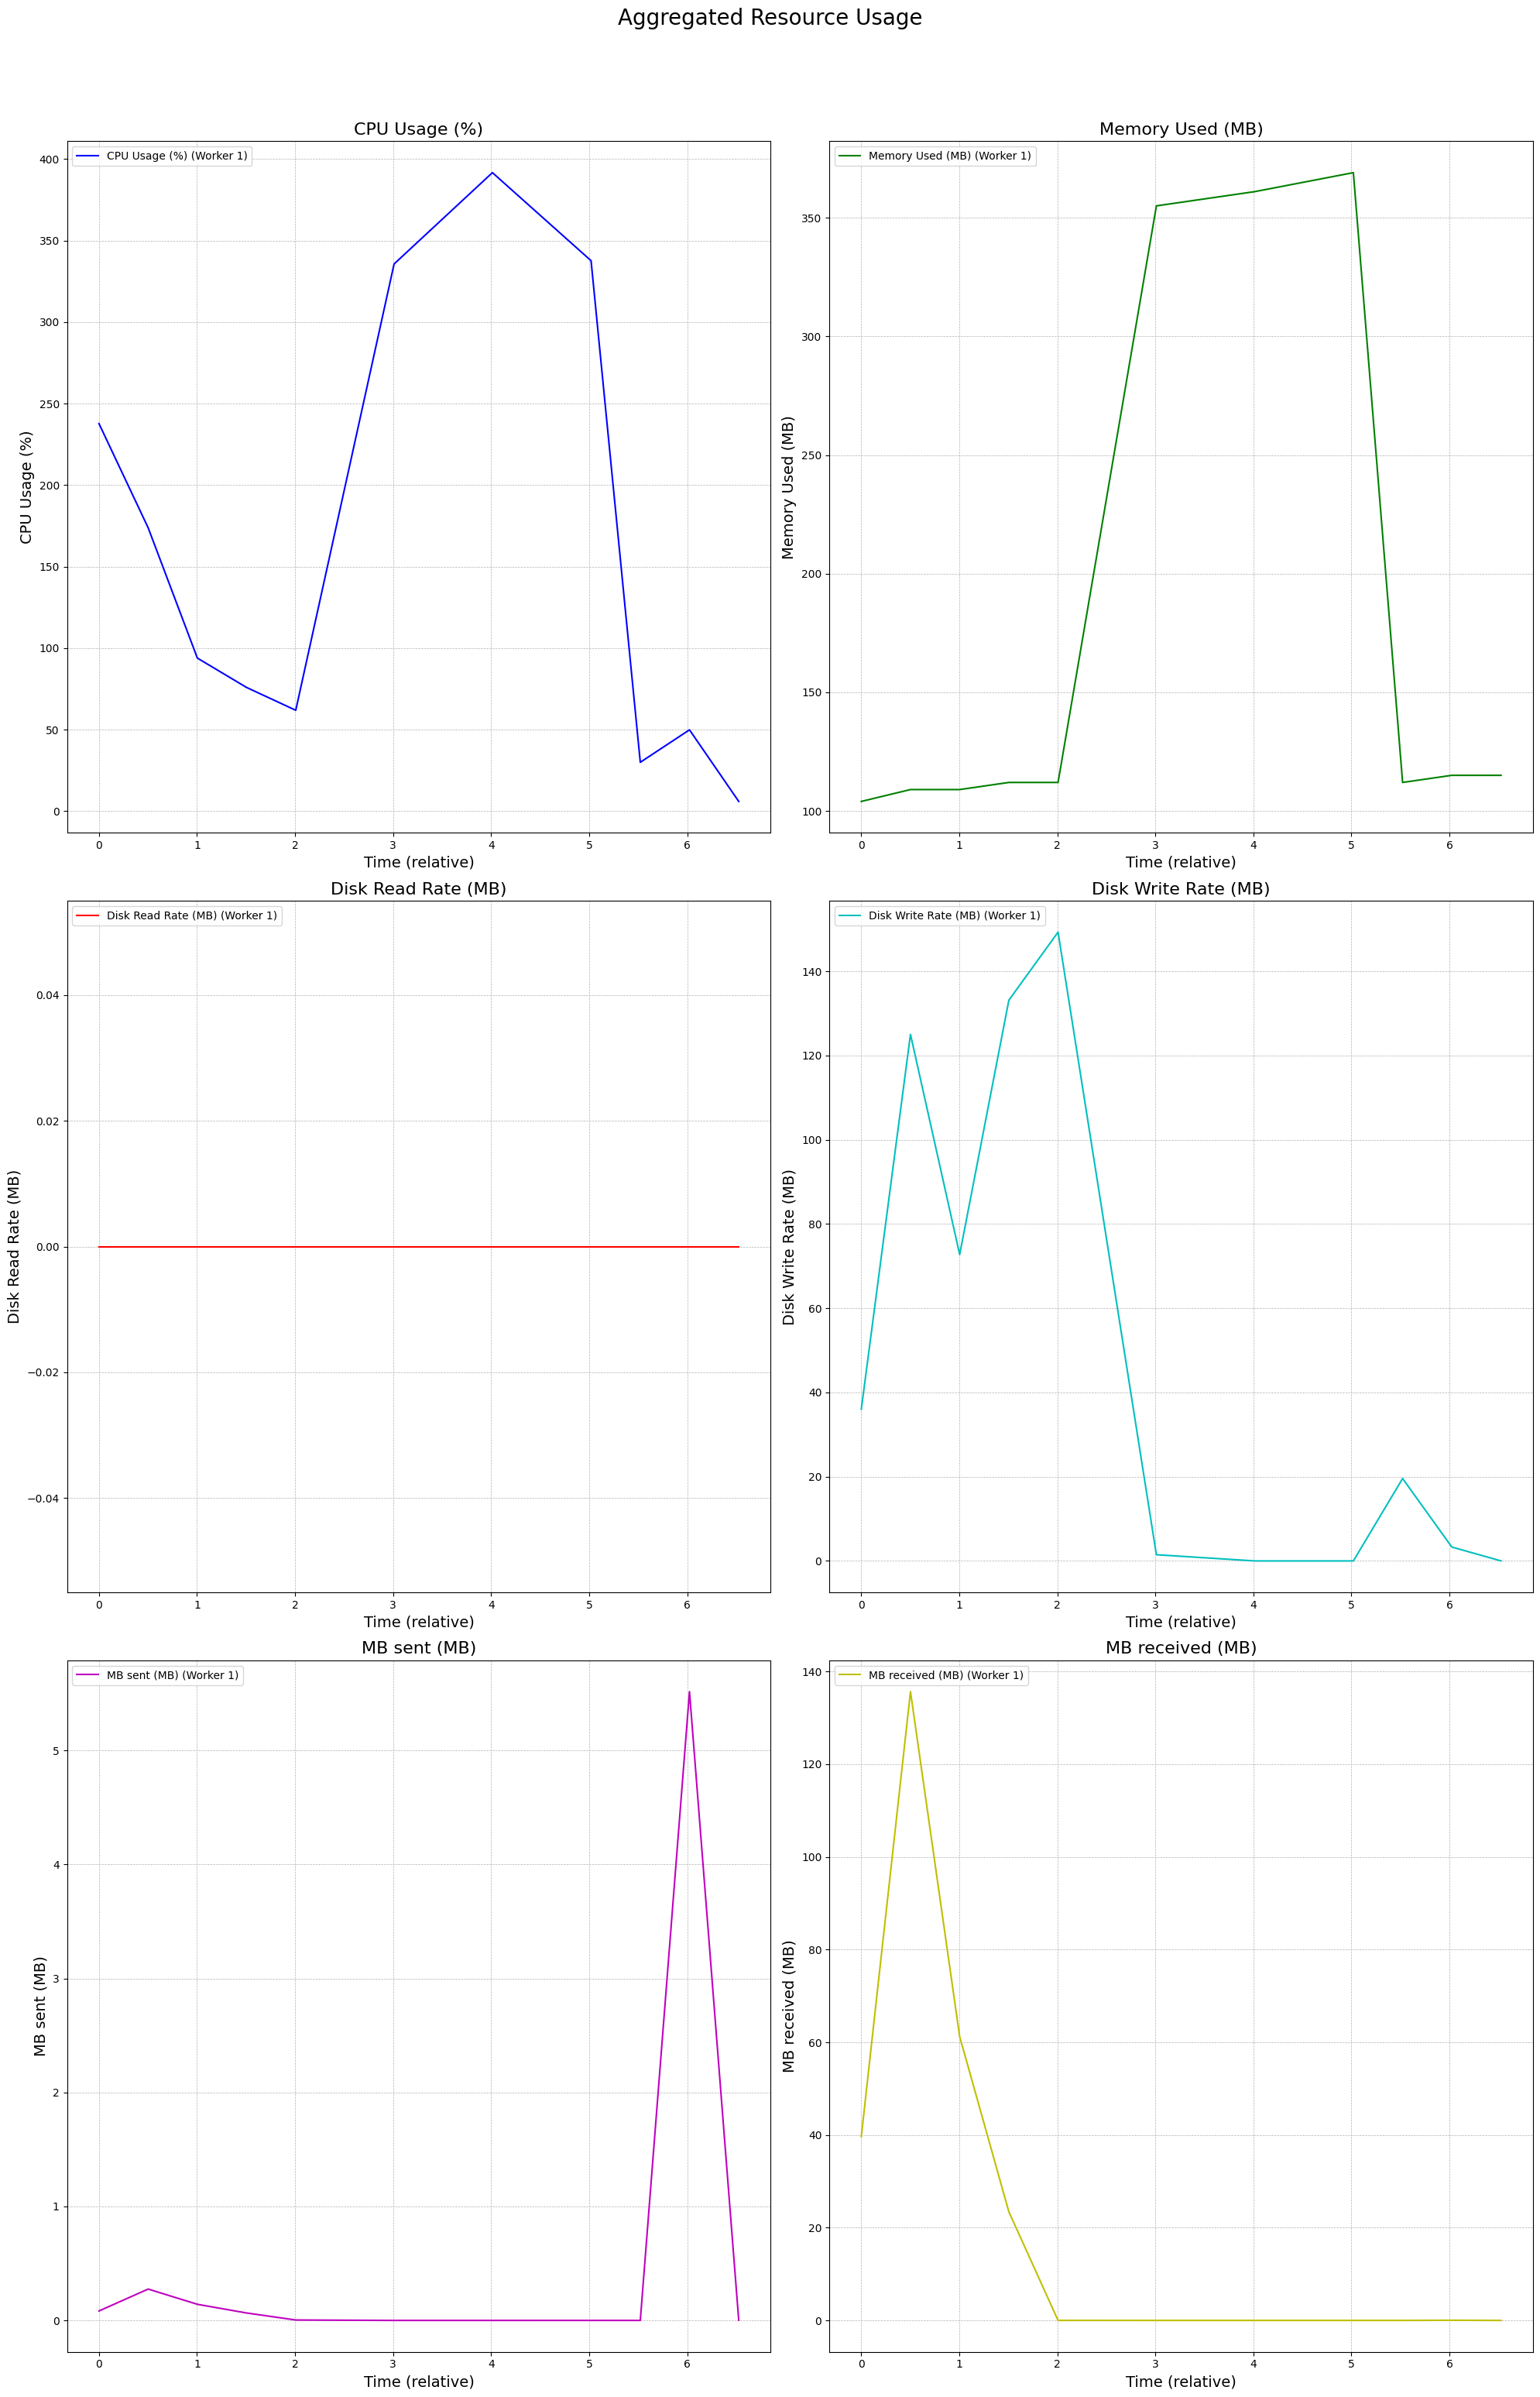 Aggregated Resource Usage
CPU Usage (%)
CPU Usage (%) (Worker 1)
400
350
300
250
200
150
100
50
0
CPU Usage (%)
0 1 2 3 4 5 6
Time (relative)
Memory Used (MB)
Memory Used (MB) (Worker 1)
350
300
250
200
150
100
Memory Used (MB)
0 1 2 3 4 5 6
Time (relative)
Disk Read Rate (MB)
Disk Read Rate (MB) (Worker 1)
0.04
0.02
0.00
−0.02
−0.04
Disk Read Rate (MB)
0 1 2 3 4 5 6
Time (relative)
Disk Write Rate (MB)
Disk Write Rate (MB) (Worker 1)
140
120
100
80
60
40
20
0
Disk Write Rate (MB)
0 1 2 3 4 5 6
Time (relative)
MB sent (MB)
MB sent (MB) (Worker 1)
5
4
3
2
1
0
MB sent (MB)
0 1 2 3 4 5 6
Time (relative)
MB received (MB)
MB received (MB) (Worker 1)
140
120
100
80
60
40
20
0
MB received (MB)
0 1 2 3 4 5 6
Time (relative)